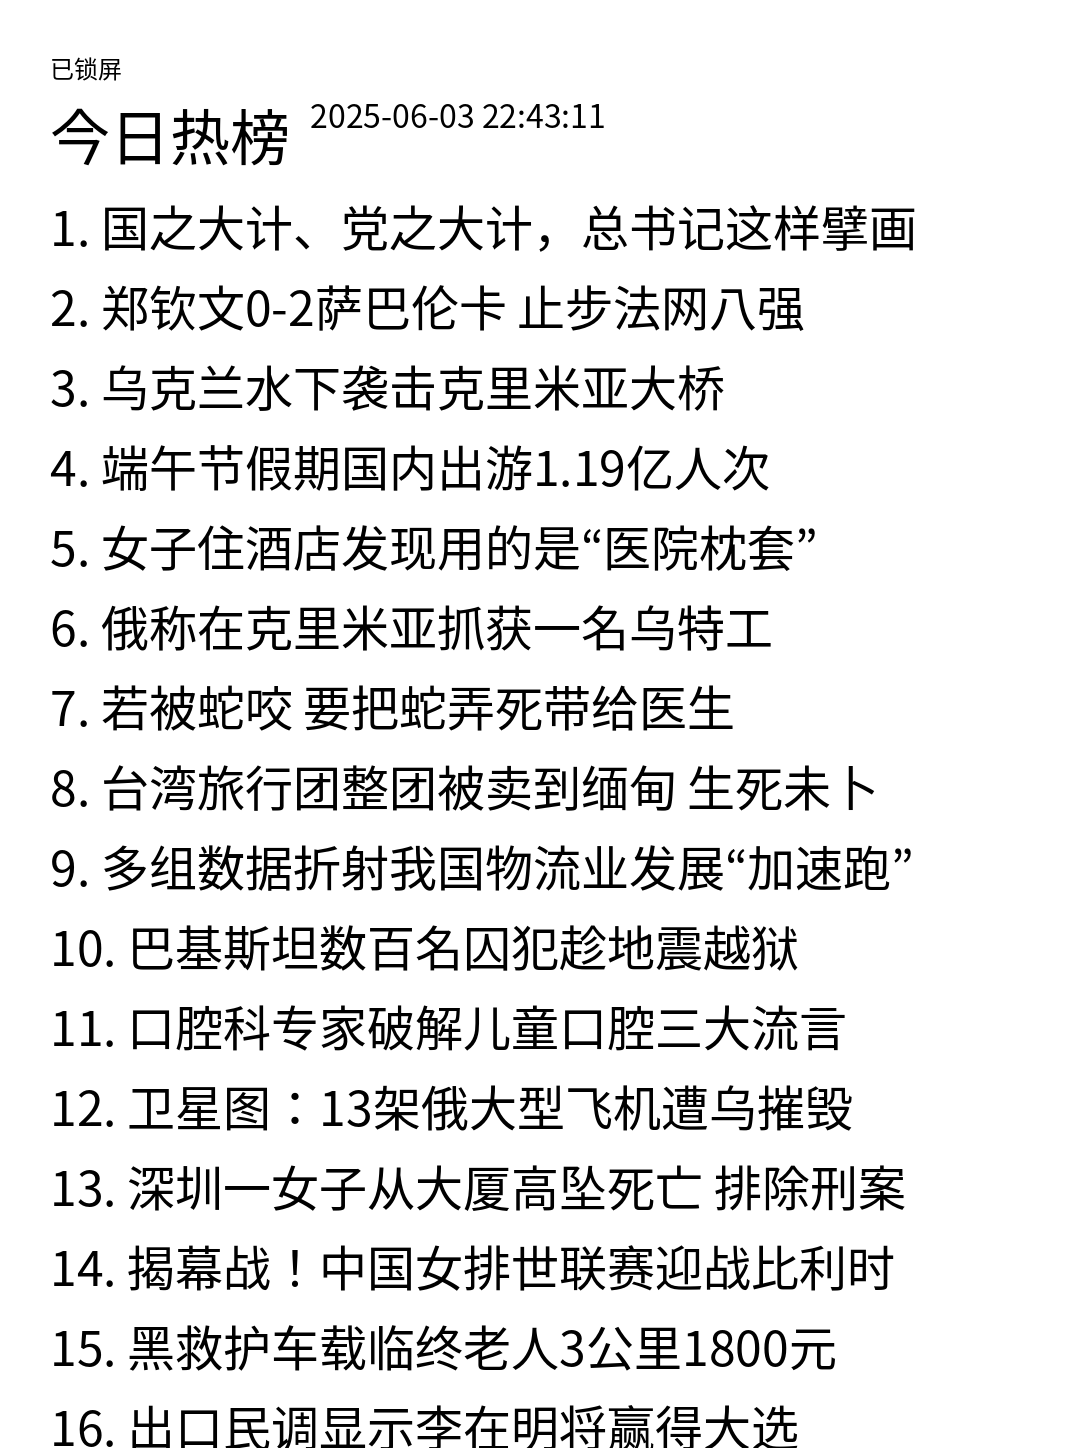 已锁屏
今日热榜 2025-06-03 22:43:11
1. 国之大计、党之大计，总书记这样擘画
2. 郑钦文0-2萨巴伦卡 止步法网八强
3. 乌克兰水下袭击克里米亚大桥
4. 端午节假期国内出游1.19亿人次
5. 女子住酒店发现用的是“医院枕套”
6. 俄称在克里米亚抓获一名乌特工
7. 若被蛇咬 要把蛇弄死带给医生
8. 台湾旅行团整团被卖到缅甸 生死未卜
9. 多组数据折射我国物流业发展“加速跑”
10. 巴基斯坦数百名囚犯趁地震越狱
11. 口腔科专家破解儿童口腔三大流言
12. 卫星图：13架俄大型飞机遭乌摧毁
13. 深圳一女子从大厦高坠死亡 排除刑案
14. 揭幕战！中国女排世联赛迎战比利时
15. 黑救护车载临终老人3公里1800元
16. 出口民调显示李在明将赢得大选